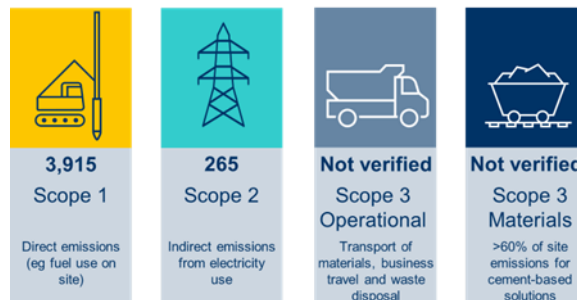 3,915
Scope 1
Direct emissions
(eg fuel use on
site)
265
Scope 2
Indirect emissions
from electricity
use
Not verified
Scope 3
Operational
Transport of
materials, business
travel and waste
disposal
Not verified
Scope 3
Materials
>60% of site
emissions for
cement-based
solutions